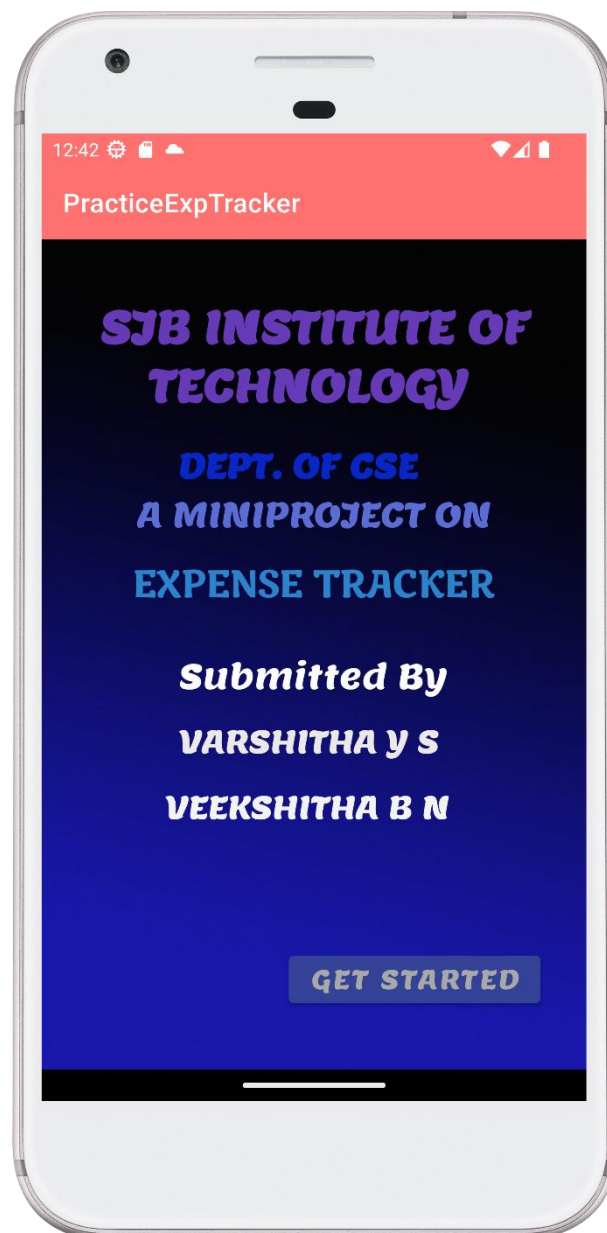 12:42
PracticeExpTracker
SJB INSTITUTE OF
TECHNOLOGY
DEPT. OF CSE
A MINIPROJECT ON
EXPENSE TRACKER
Submitted By
VARSHITHA Y S
VEEKSHITHA B N
GET STARTED